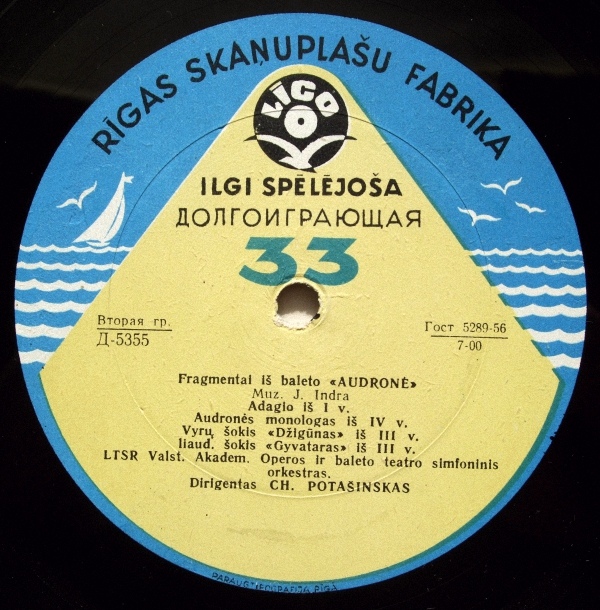 RĪGAS SKAŅUPLAŠU FABRIKA
LĪGO
ILGI SPĒLĒJOŠA
ДОЛГОИГРАЮЩАЯ
33
Вторая гр.
Д-5355
Гост 5289-56
7-00
Fragmentai iš baleto «AUDRONĖ»
Muz. J. Indra
Adagio iš I v.
Audronės monologas iš IV v.
Vyrų šokis «Džigūnas» iš III v.
liaud. šokis «Gyvataras» iš III v.
LTSR Valst. Akadem. Operos ir baleto teatro simfoninis
orkestras.
Dirigentas CH. POTAŠINSKAS